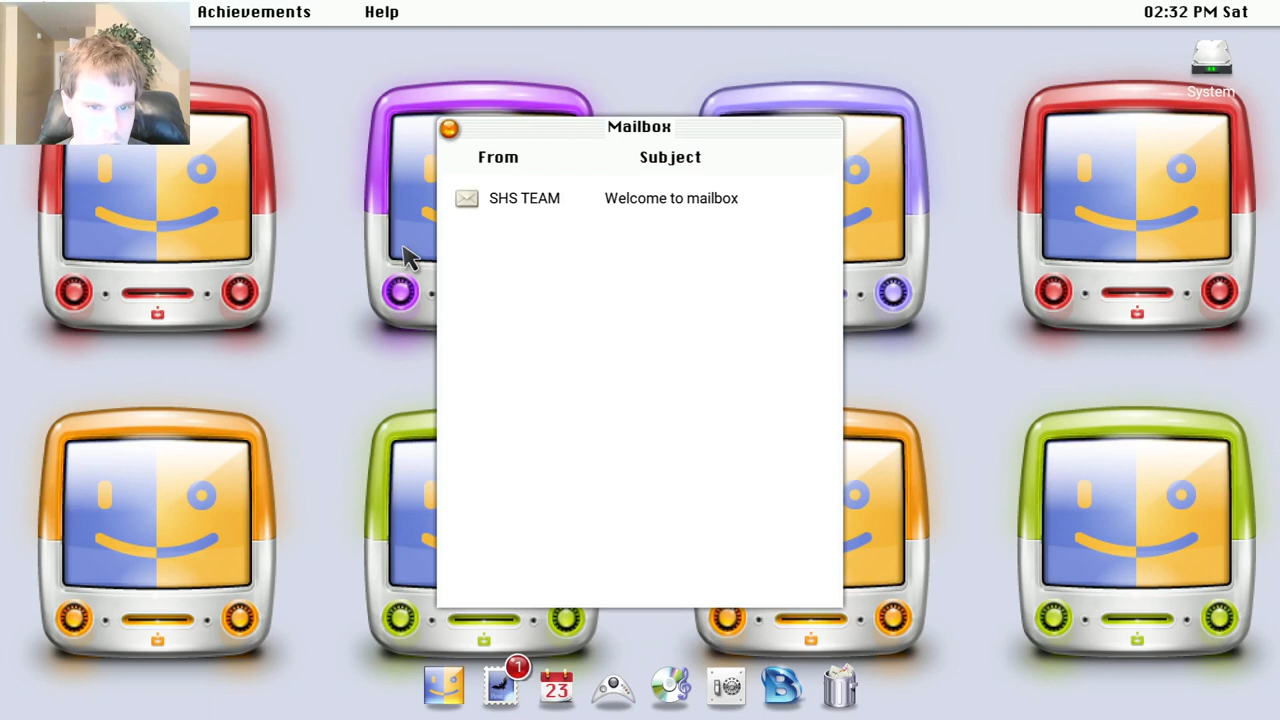 Achievements Help 02:32 PM Sat
System
Mailbox
From Subject
SHS TEAM Welcome to mailbox
1
23